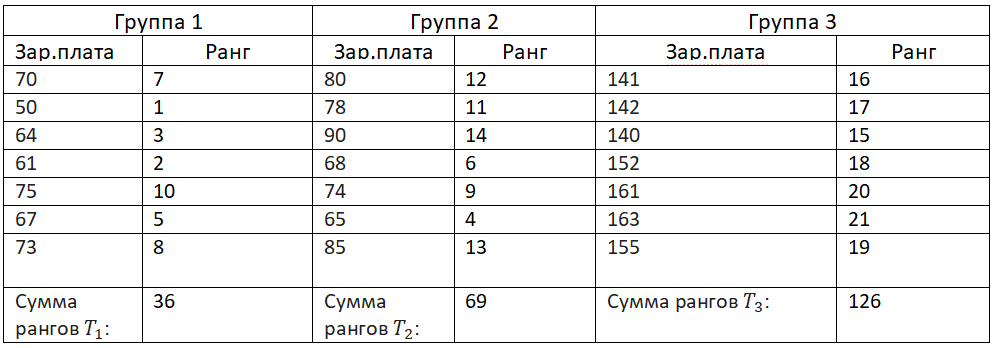 Группа 1 Группа 2 Группа 3
Зар.плата Ранг Зар.плата Ранг Зар.плата Ранг
70 7 80 12 141 16
50 1 78 11 142 17
64 3 90 14 140 15
61 2 68 6 152 18
75 10 74 9 161 20
67 5 65 4 163 21
73 8 85 13 155 19
Сумма 36 Сумма 69 Сумма рангов T₃: 126
рангов T₁: рангов T₂: